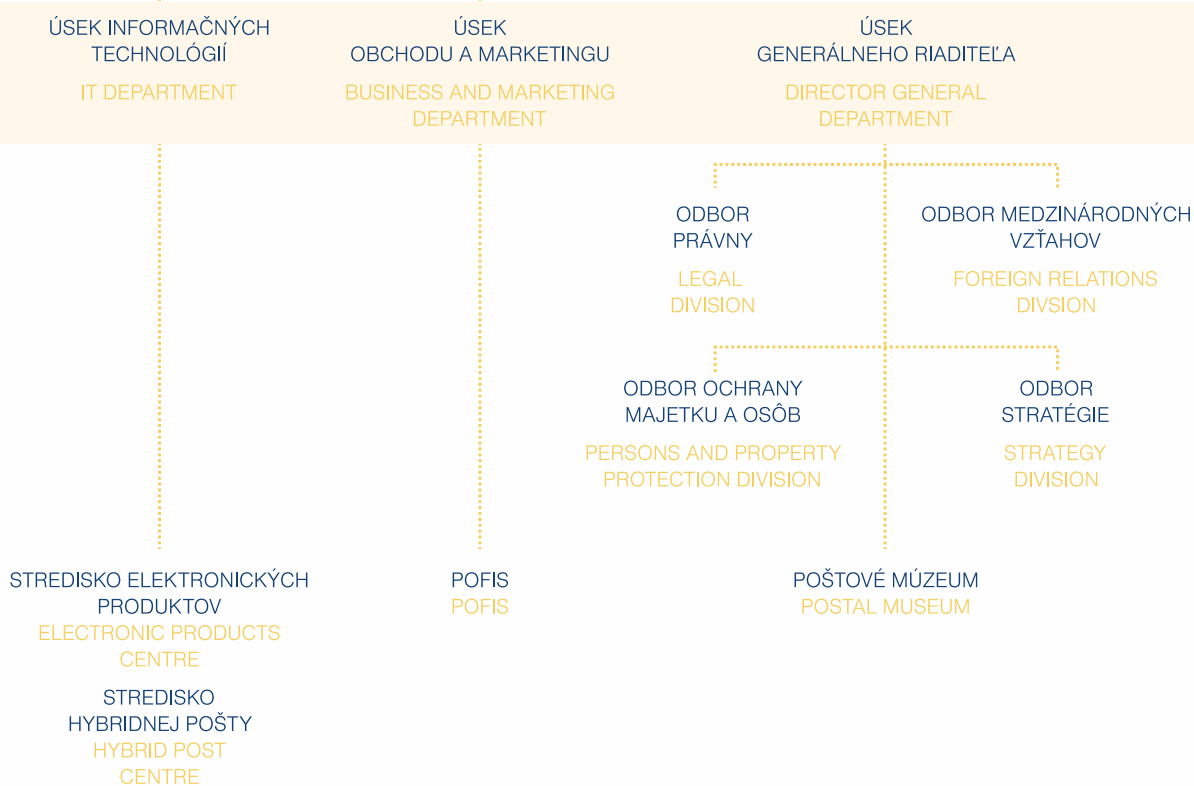 ÚSEK INFORMAČNÝCH
TECHNOLÓGIÍ
IT DEPARTMENT
ÚSEK
OBCHODU A MARKETINGU
BUSINESS AND MARKETING
DEPARTMENT
ÚSEK
GENERÁLNEHO RIADITEĽA
DIRECTOR GENERAL
DEPARTMENT
ODBOR
PRÁVNY
LEGAL
DIVISION
ODBOR MEDZINÁRODNÝCH
VZŤAHOV
FOREIGN RELATIONS
DIVSION
ODBOR OCHRANY
MAJETKU A OSÔB
PERSONS AND PROPERTY
PROTECTION DIVISION
ODBOR
STRATÉGIE
STRATEGY
DIVISION
STREDISKO ELEKTRONICKÝCH
PRODUKTOV
ELECTRONIC PRODUCTS
CENTRE
STREDISKO
HYBRIDNEJ POŠTY
HYBRID POST
CENTRE
POFIS
POFIS
POŠTOVÉ MÚZEUM
POSTAL MUSEUM